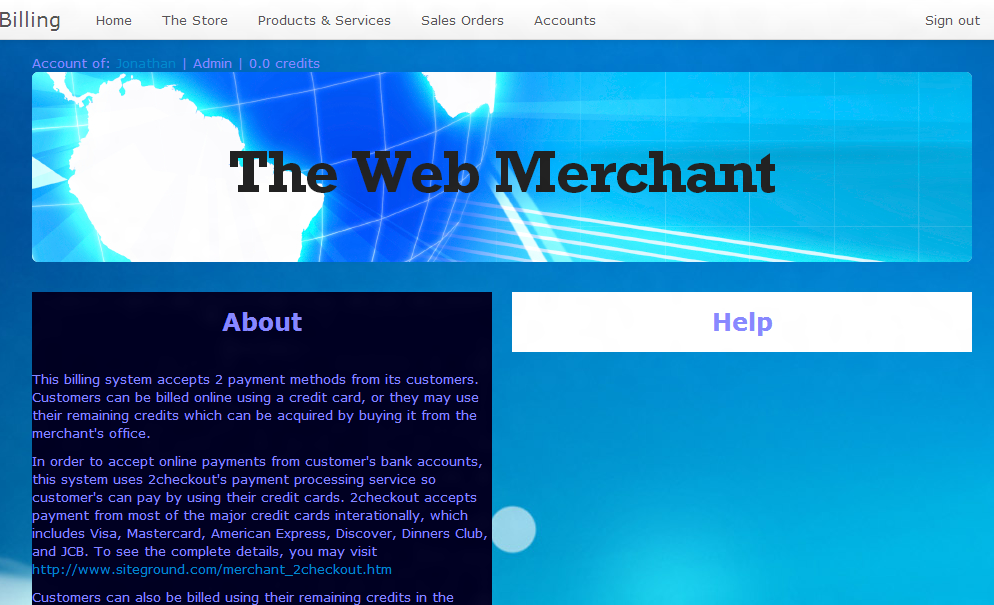 Billing Home The Store Products & Services Sales Orders Accounts Sign out
Account of: Jonathan | Admin | 0.0 credits
The Web Merchant
About
This billing system accepts 2 payment methods from its customers.
Customers can be billed online using a credit card, or they may use
their remaining credits which can be acquired by buying it from the
merchant's office.
In order to accept online payments from customer's bank accounts,
this system uses 2checkout's payment processing service so
customer's can pay by using their credit cards. 2checkout accepts
payment from most of the major credit cards interationally, which
includes Visa, Mastercard, American Express, Discover, Dinners Club,
and JCB. To see the complete details, you may visit
http://www.siteground.com/merchant_2checkout.htm
Customers can also be billed using their remaining credits in the
Help